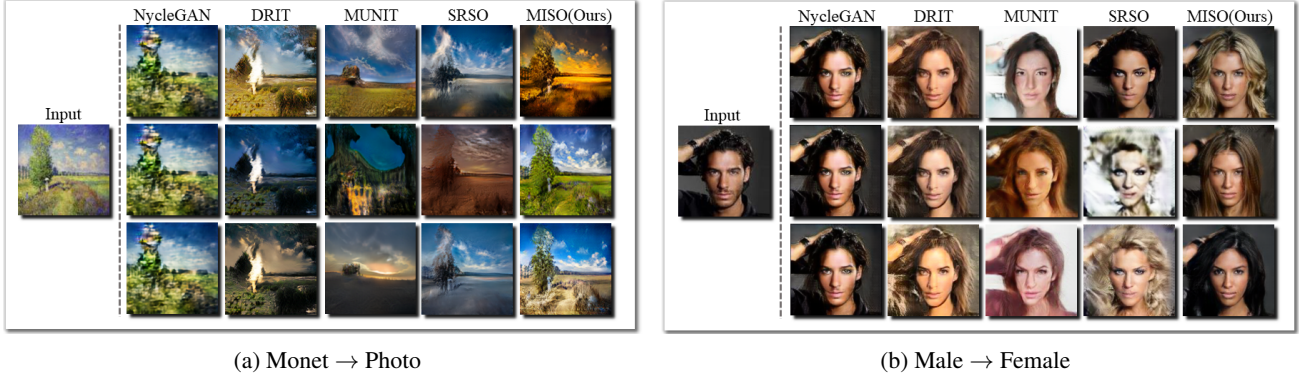 NycleGAN DRIT MUNIT SRSO MISO(Ours)
Input
(a) Monet → Photo
NycleGAN DRIT MUNIT SRSO MISO(Ours)
Input
(b) Male → Female